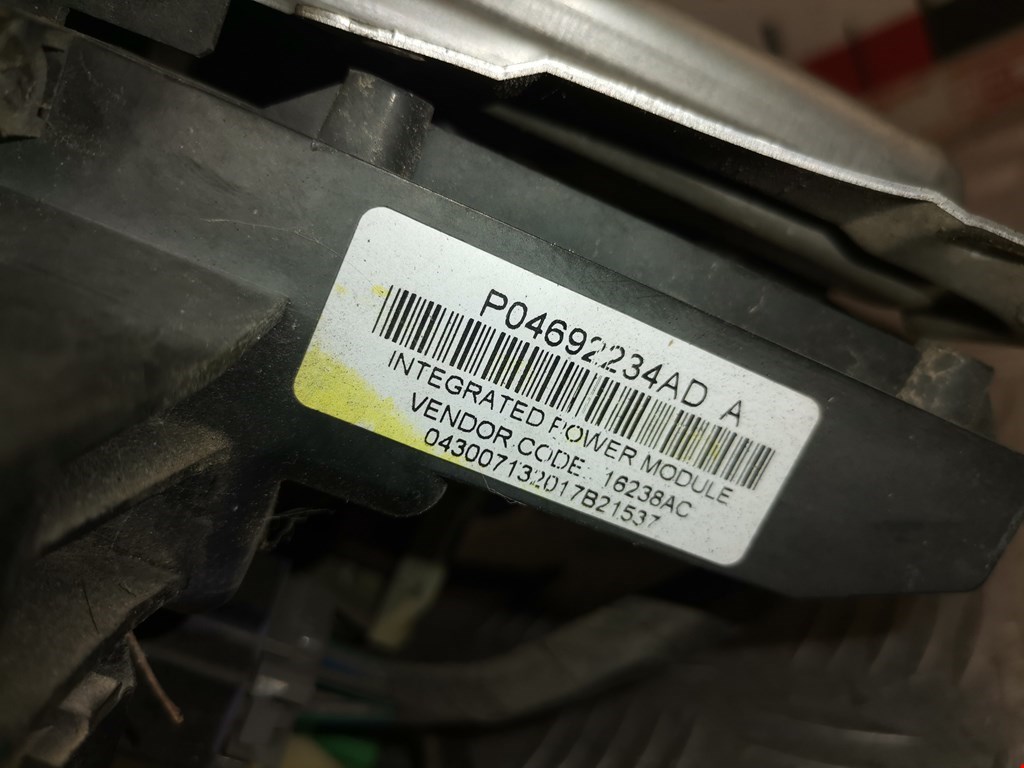 P04692234AD A
INTEGRATED POWER MODULE
VENDOR CODE: 16238AC
043007132017B21537